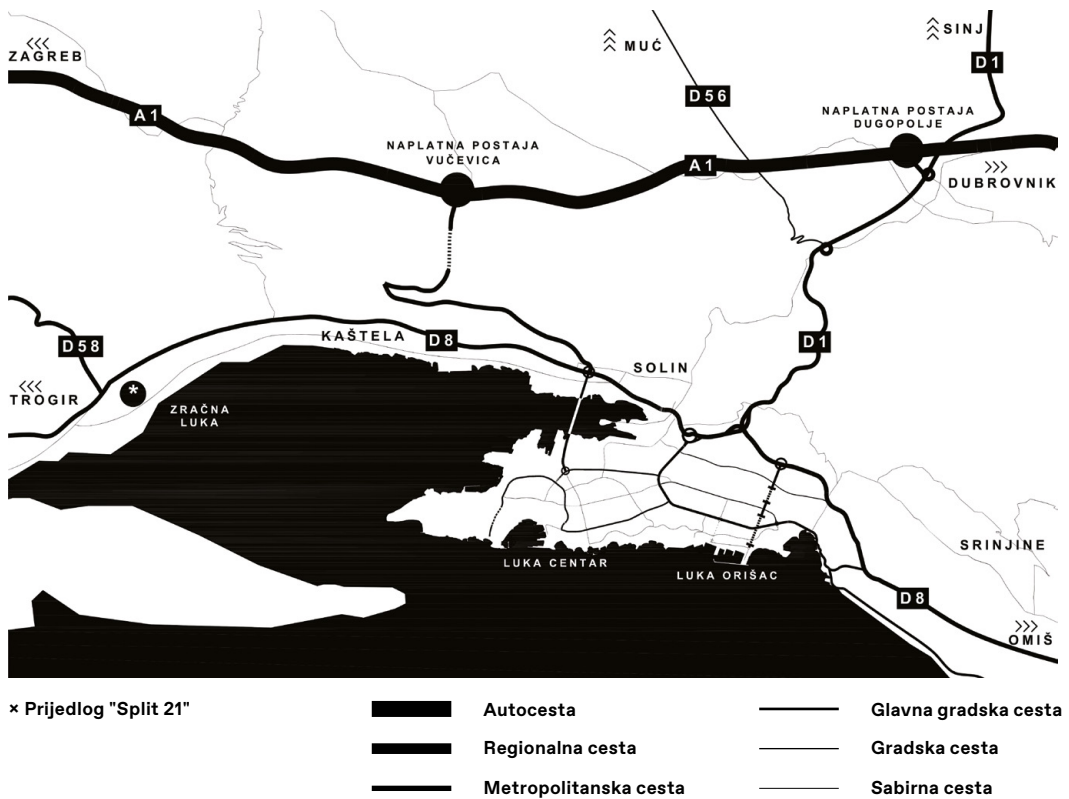 <<<
ZAGREB
A1
MUĆ
SINJ
D1
D56
NAPLATNA POSTAJA
DUGOPOLJE
NAPLATNA POSTAJA
VUČEVICA
A1
>>>
DUBROVNIK
D58
KAŠTELA
D8
SOLIN
D1
<<<
TROGIR
*
ZRAČNA
LUKA
LUKA CENTAR
LUKA ORIŠAC
SRINJINE
D8
>>>
OMIŠ
× Prijedlog "Split 21"
Autocesta
Regionalna cesta
Metropolitanska cesta
Glavna gradska cesta
Gradska cesta
Sabirna cesta